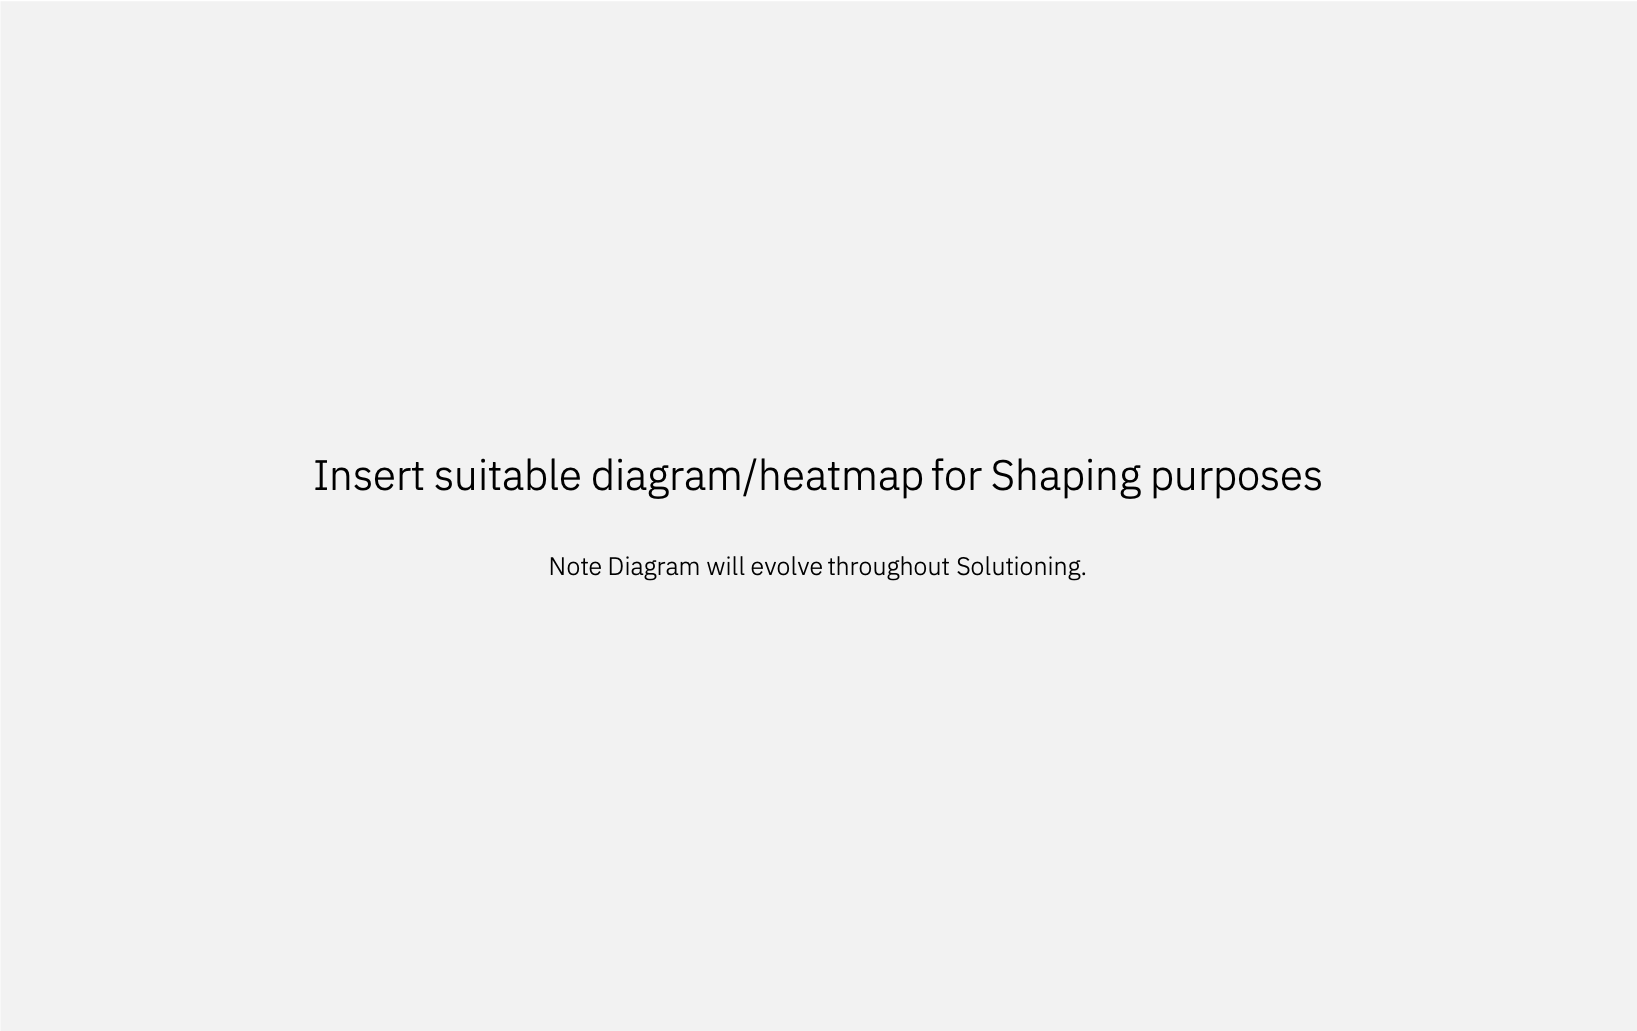 Insert suitable diagram/heatmap for Shaping purposes
Note Diagram will evolve throughout Solutioning.